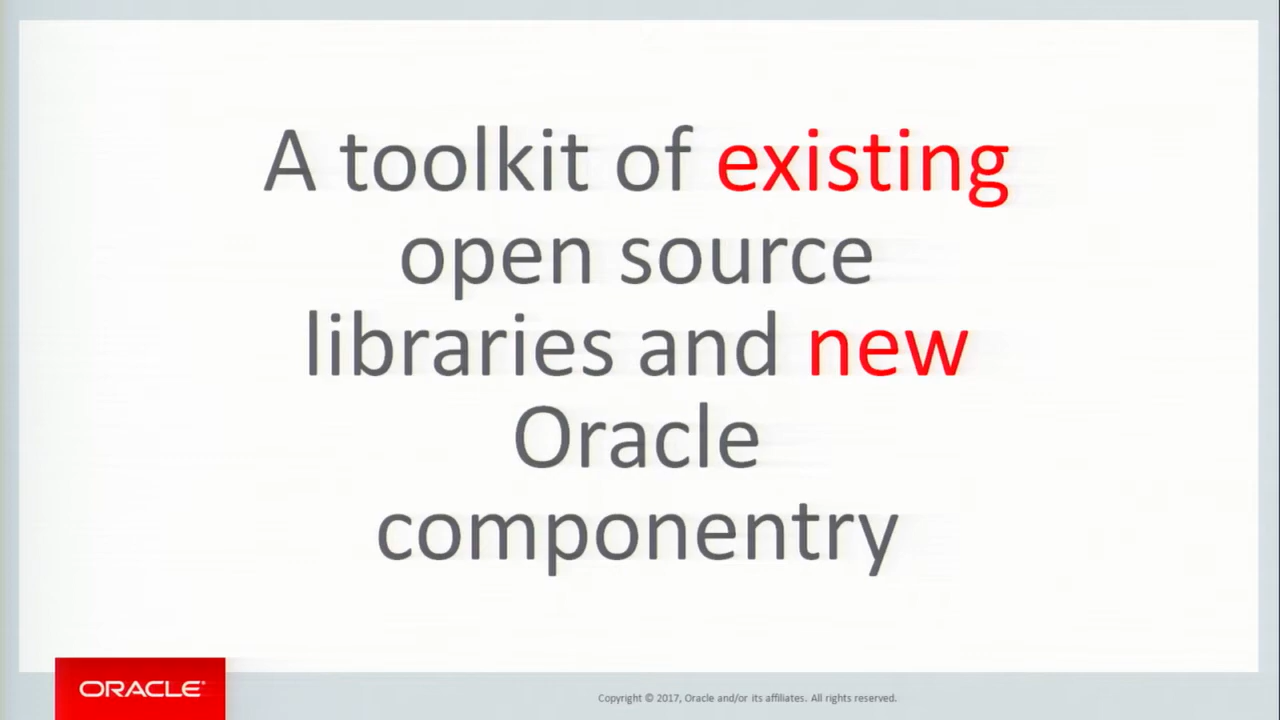 A toolkit of existing
open source
libraries and new
Oracle
componentry
ORACLE®
Copyright © 2017, Oracle and/or its affiliates. All rights reserved.